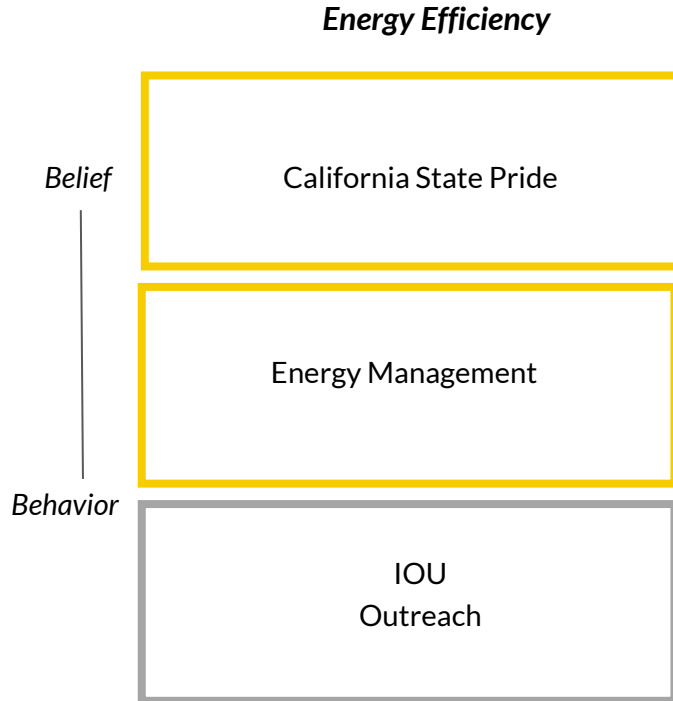 Energy Efficiency
Belief
California State Pride
Energy Management
Behavior
IOU
Outreach